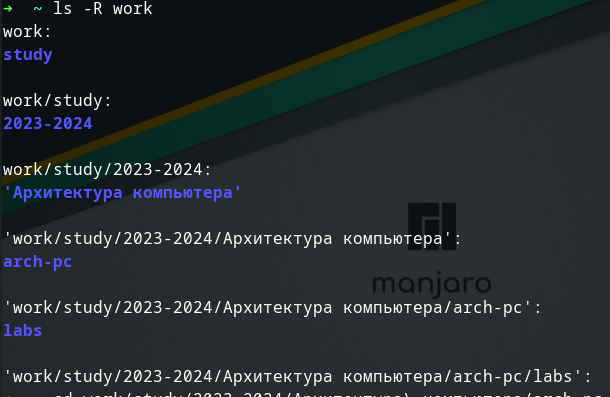 ➜  ~ ls -R work
work:
study
work/study:
2023-2024
work/study/2023-2024:
'Архитектура компьютера'
'work/study/2023-2024/Архитектура компьютера':
arch-pc
manjaro
'work/study/2023-2024/Архитектура компьютера/arch-pc':
labs
'work/study/2023-2024/Архитектура компьютера/arch-pc/labs':